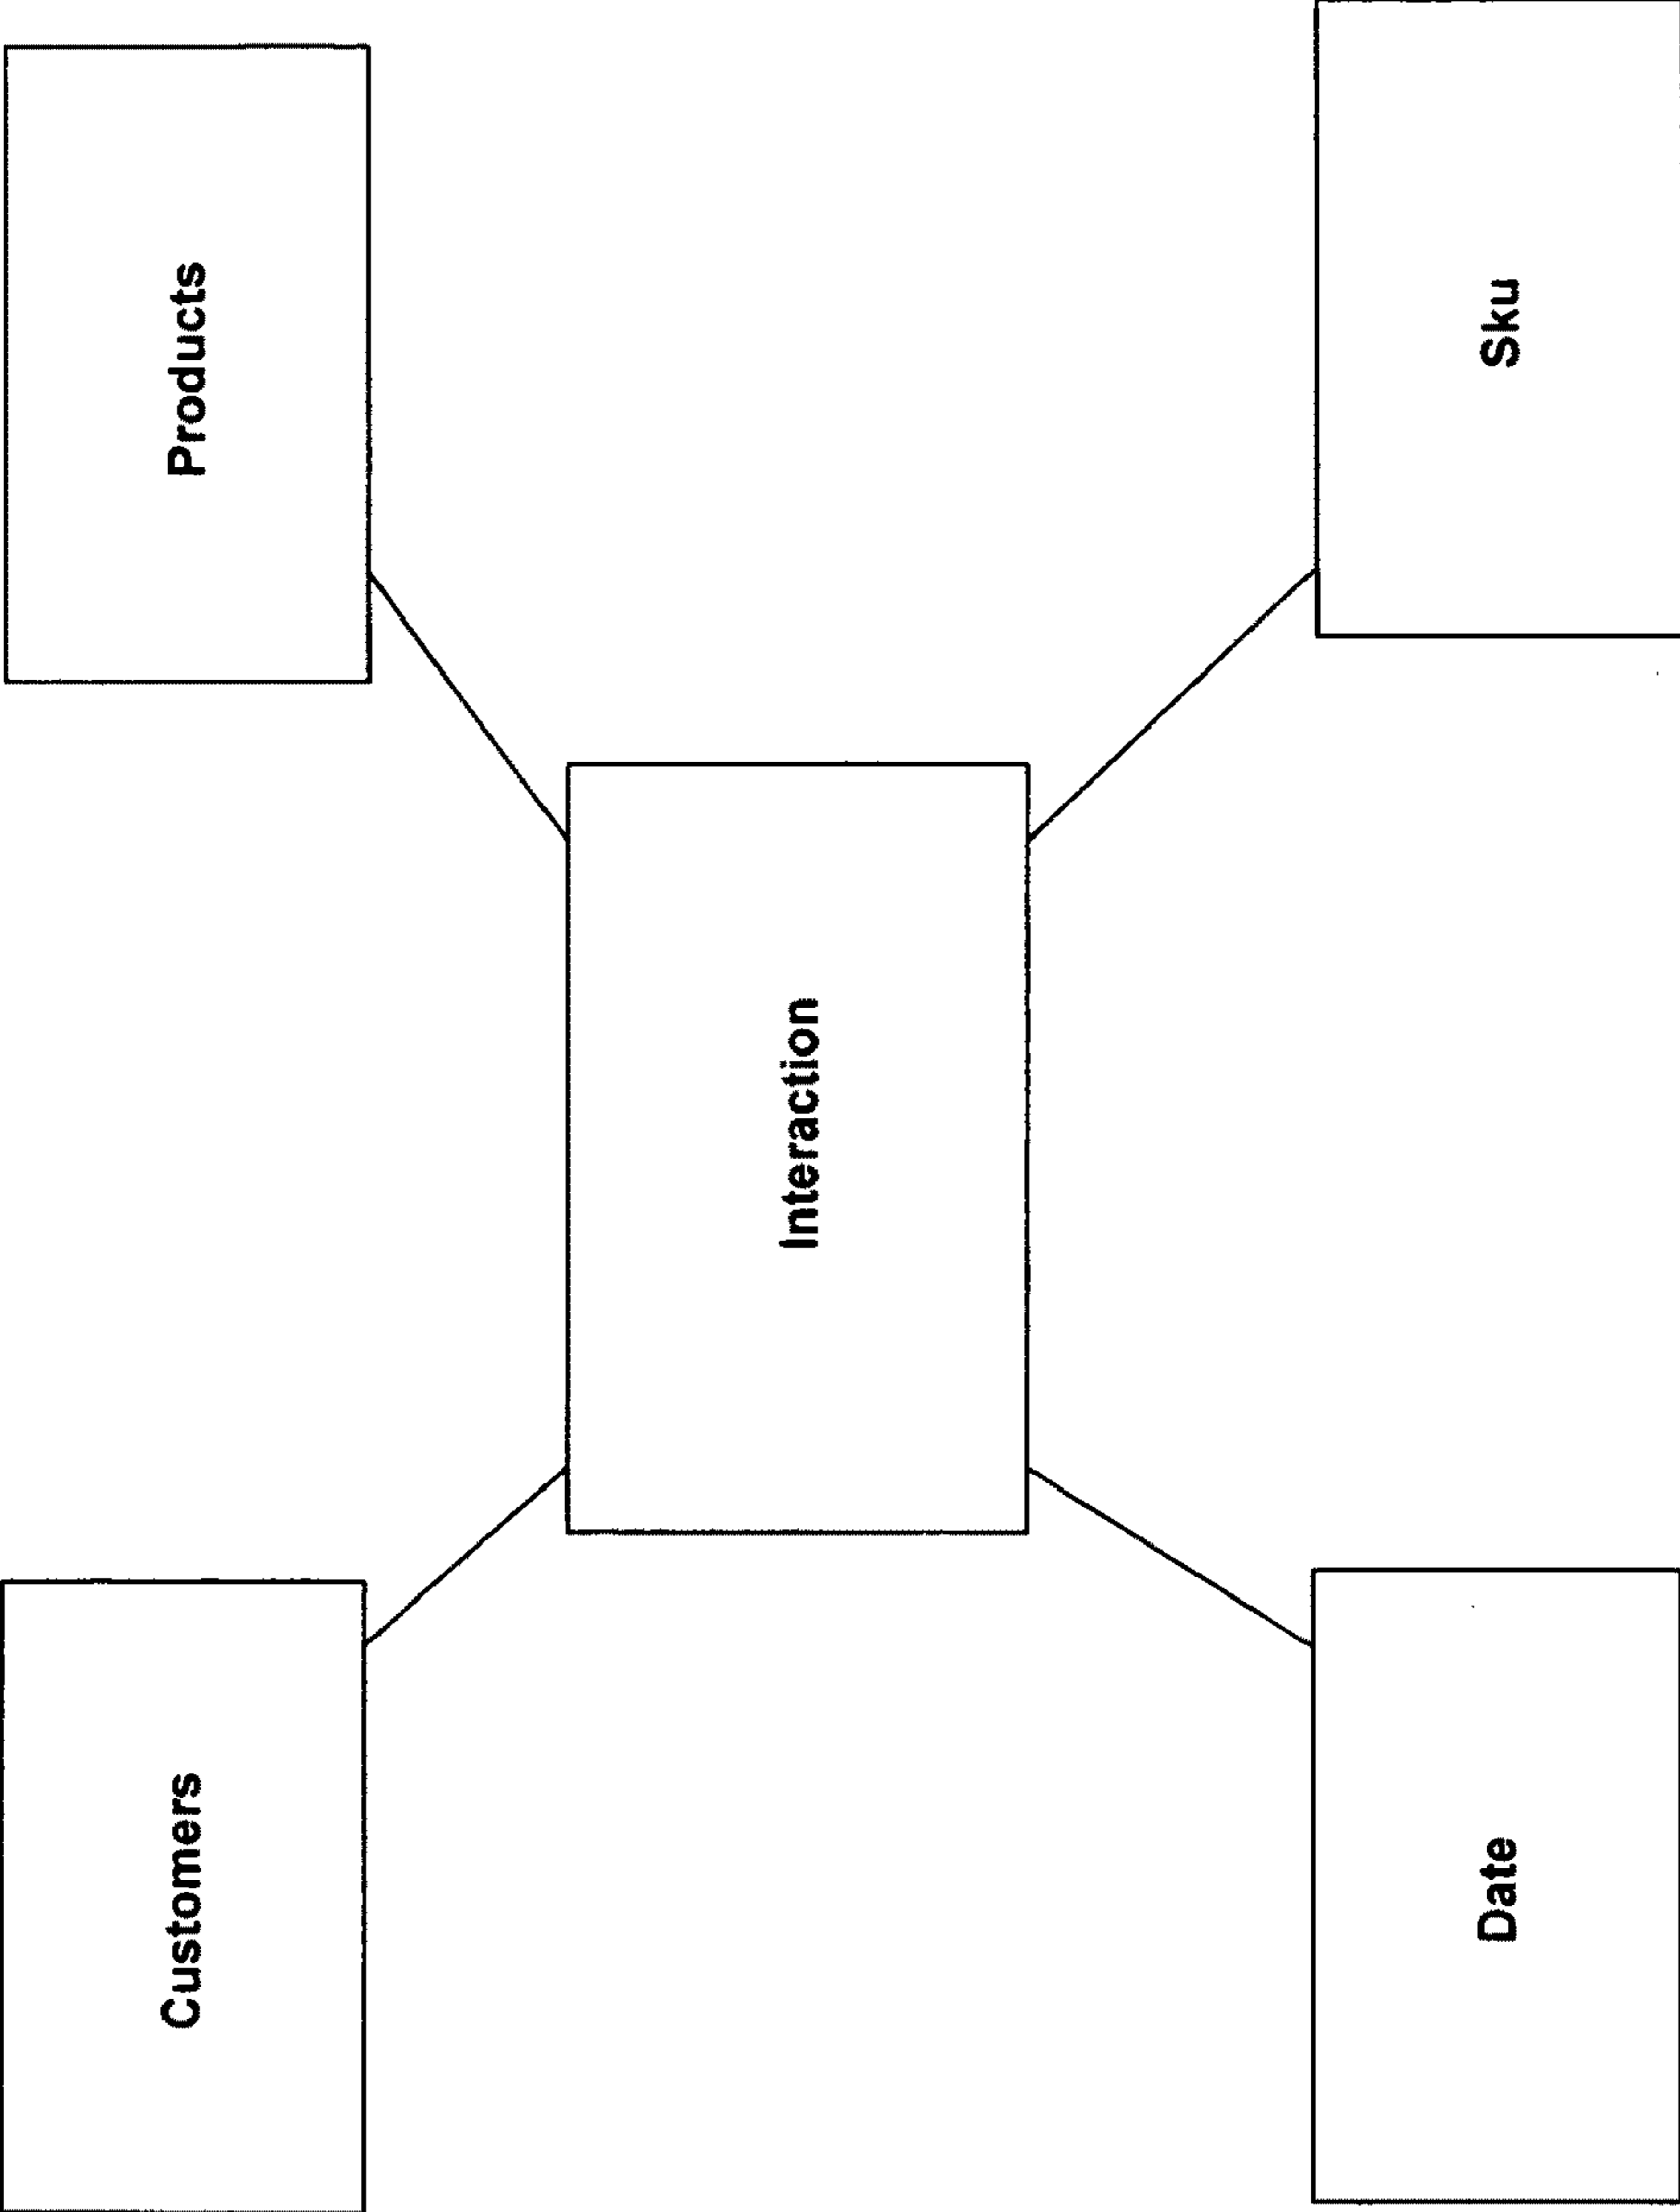 Customers
Products
Interaction
Date
Sku